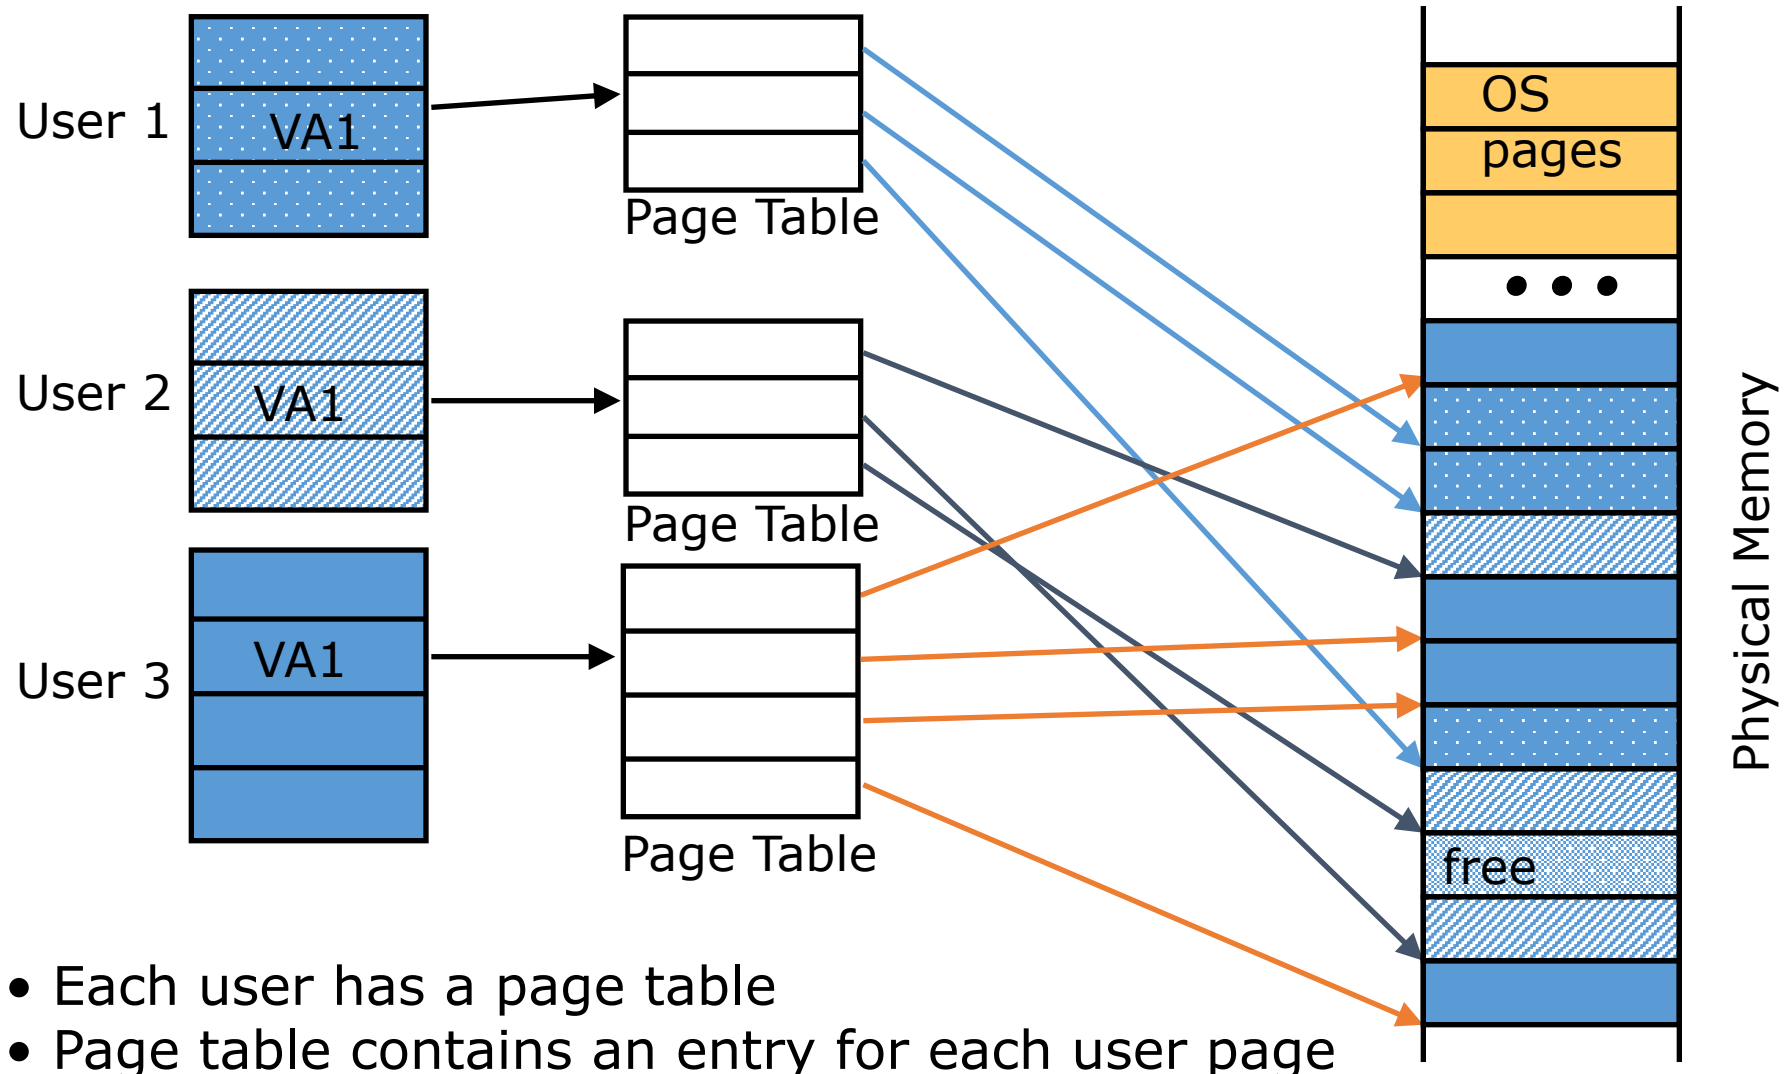 User 1
VA1
Page Table
User 2
VA1
Page Table
User 3
VA1
Page Table
OS
pages
• • •
free
Physical Memory
• Each user has a page table
• Page table contains an entry for each user page